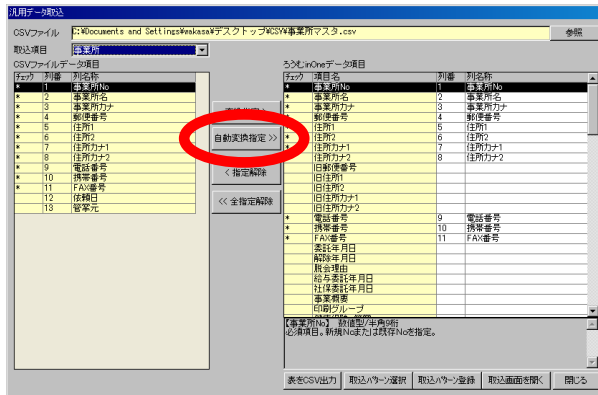 汎用データ取込
CSVファイル C:¥Documents and Settings¥wakasa¥デスクトップ¥CSV¥事業所マスタ.csv 参照
取込項目 事業所
CSVファイルデータ項目
チェック 列番 列名称
* 1 事業所No
* 2 事業所名
* 3 事業所カナ
* 4 郵便番号
* 5 住所1
* 6 住所2
* 7 住所カナ1
* 8 住所カナ2
* 9 電話番号
* 10 携帯番号
* 11 FAX番号
12 依頼日
13 管轄元
自動変換指定 >>
< 指定解除
<< 全指定解除
ろうむinOneデータ項目
チェック 項目名 列番 列名称
* 事業所No 1 事業所No
* 事業所名 2 事業所名
* 事業所カナ 3 事業所カナ
* 郵便番号 4 郵便番号
* 住所1 5 住所1
* 住所2 6 住所2
* 住所カナ1 7 住所カナ1
* 住所カナ2 8 住所カナ2
旧郵便番号
旧住所1
旧住所2
旧住所カナ1
旧住所カナ2
* 電話番号 9 電話番号
* 携帯番号 10 携帯番号
* FAX番号 11 FAX番号
委託年月日
解除年月日
脱会理由
給与委託年月日
社保委託年月日
事業概要
印刷グループ
【事業所No】 数値型/半角9桁
必須項目。新規Noまたは既存Noを指定。
表をCSV出力 取込パターン選択 取込パターン登録 取込画面を開く 閉じる